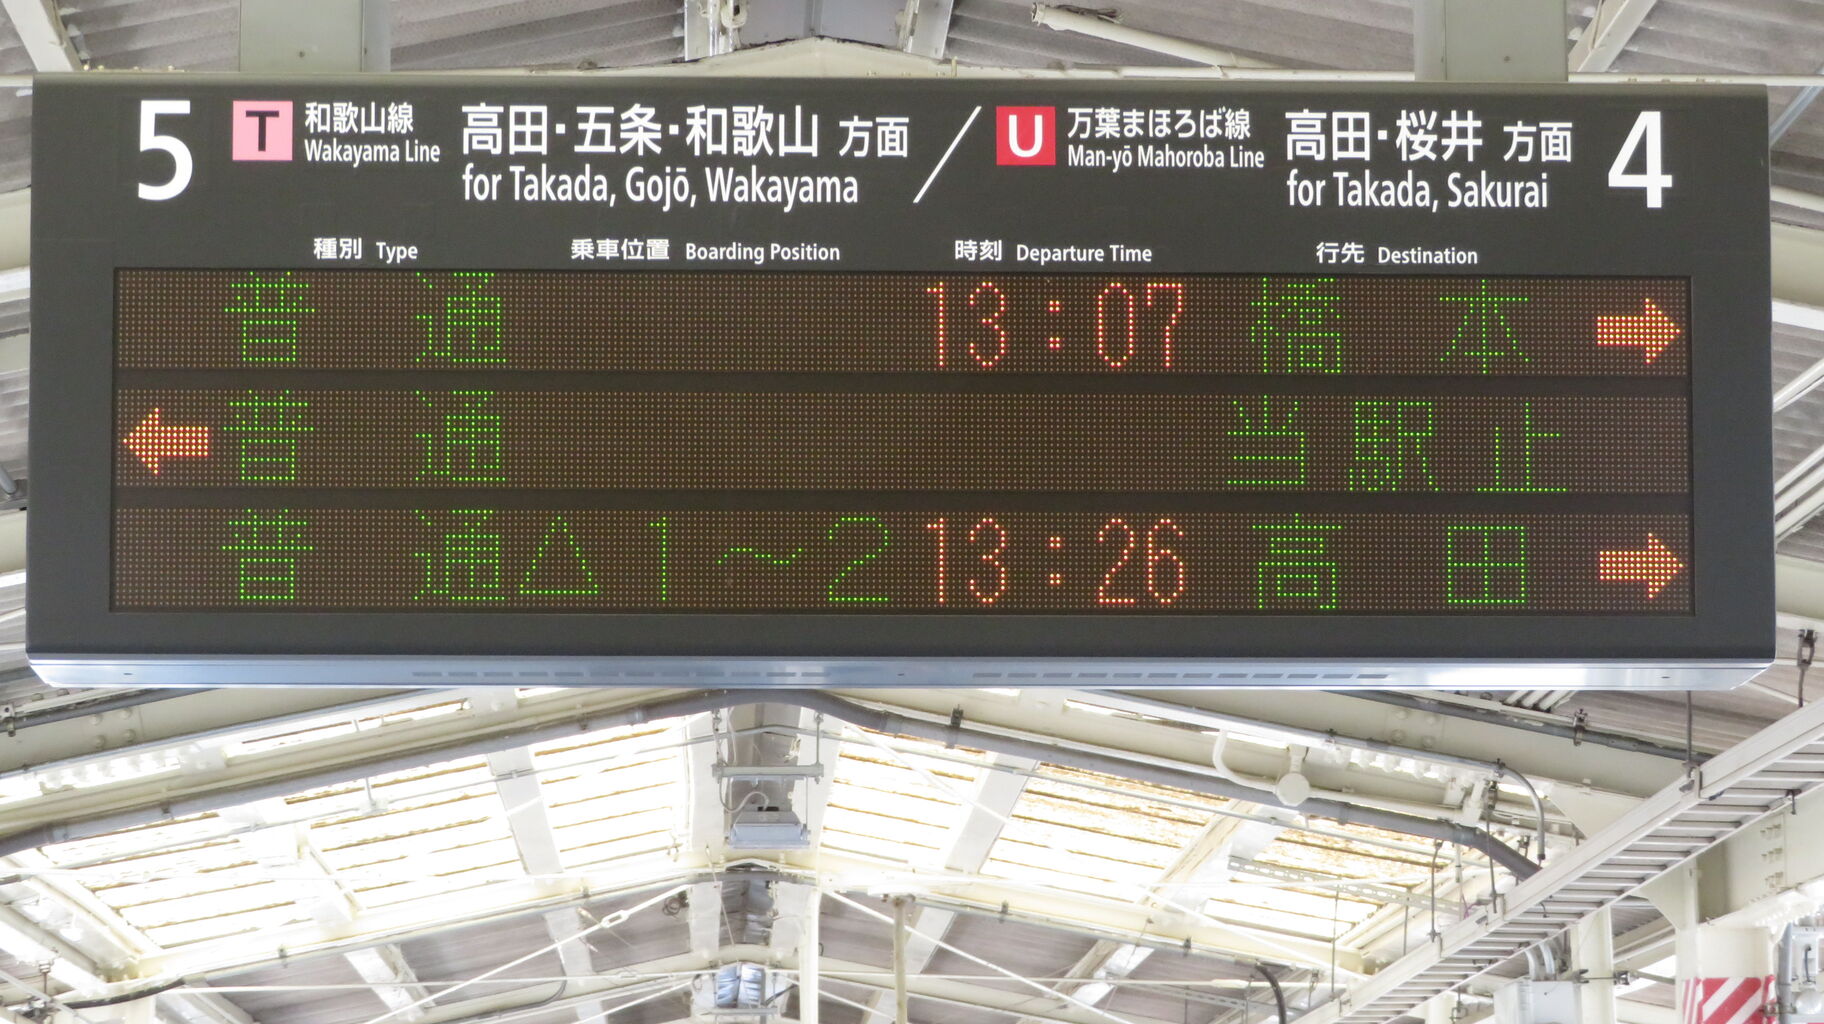 5 T 和歌山線 高田・五条・和歌山 方面 / U 万葉まほろば線 高田・桜井 方面 4
Wakayama Line for Takada, Gojō, Wakayama Man-yō Mahoroba Line for Takada, Sakurai
種別 Type 乗車位置 Boarding Position 時刻 Departure Time 行先 Destination
普通 13:07 橋本 →
← 普通 当駅止
普通 △1~2 13:26 高田 →